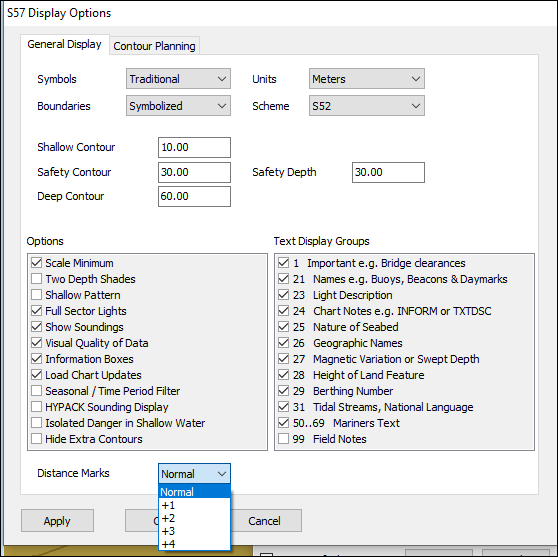 S57 Display Options
General Display Contour Planning
Symbols Traditional Units Meters
Boundaries Symbolized Scheme S52
Shallow Contour 10.00
Safety Contour 30.00 Safety Depth 30.00
Deep Contour 60.00
Options
Scale Minimum
Two Depth Shades
Shallow Pattern
Full Sector Lights
Show Soundings
Visual Quality of Data
Information Boxes
Load Chart Updates
Seasonal / Time Period Filter
HYPACK Sounding Display
Isolated Danger in Shallow Water
Hide Extra Contours
Text Display Groups
1 Important e.g. Bridge clearances
21 Names e.g. Buoys, Beacons & Daymarks
23 Light Description
24 Chart Notes e.g. INFORM or TXTDSC
25 Nature of Seabed
26 Geographic Names
27 Magnetic Variation or Swept Depth
28 Height of Land Feature
29 Berthing Number
31 Tidal Streams, National Language
50..69 Mariners Text
99 Field Notes
Distance Marks Normal
Normal
+1
+2
+3
+4
Apply Cancel